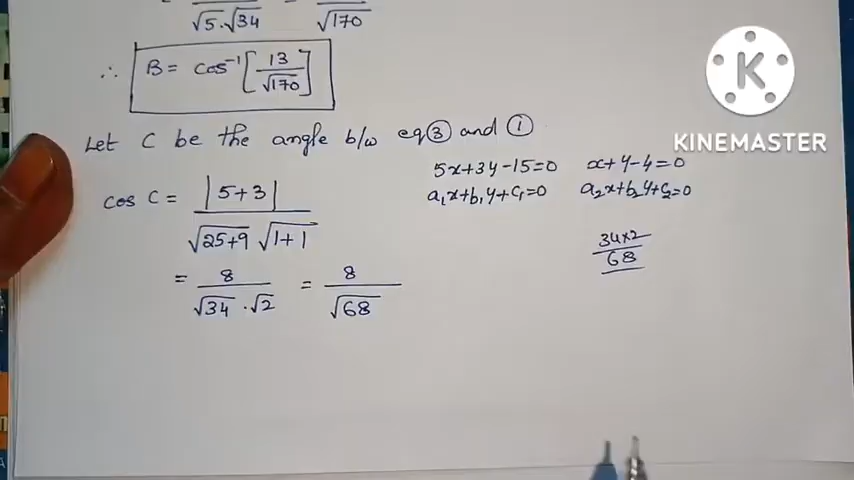 √5.√34 √170
∴ B = cos⁻¹[13/√170]
Let C be the angle b/w eq③ and ①
5x+3y-15=0 x+y-4=0
a₁x+b₁y+c₁=0 a₂x+b₂y+c₂=0
cos C = |5+3| / √25+9 √1+1
= 8/√34 .√2 = 8/√68
34×2
68
K
KINEMASTER